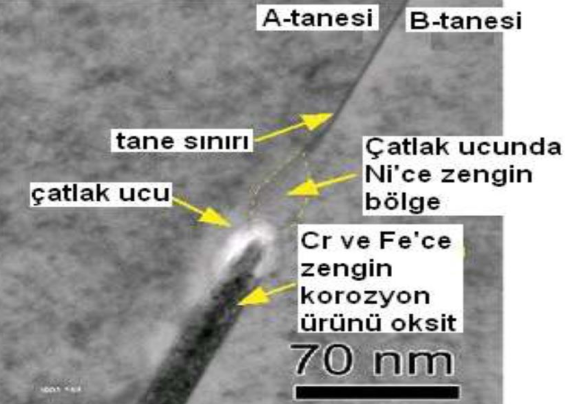 A-tanesi
B-tanesi
tane sınırı
Çatlak ucunda
Ni'ce zengin
bölge
çatlak ucu
Cr ve Fe'ce
zengin
korozyon
ürünü oksit
70 nm